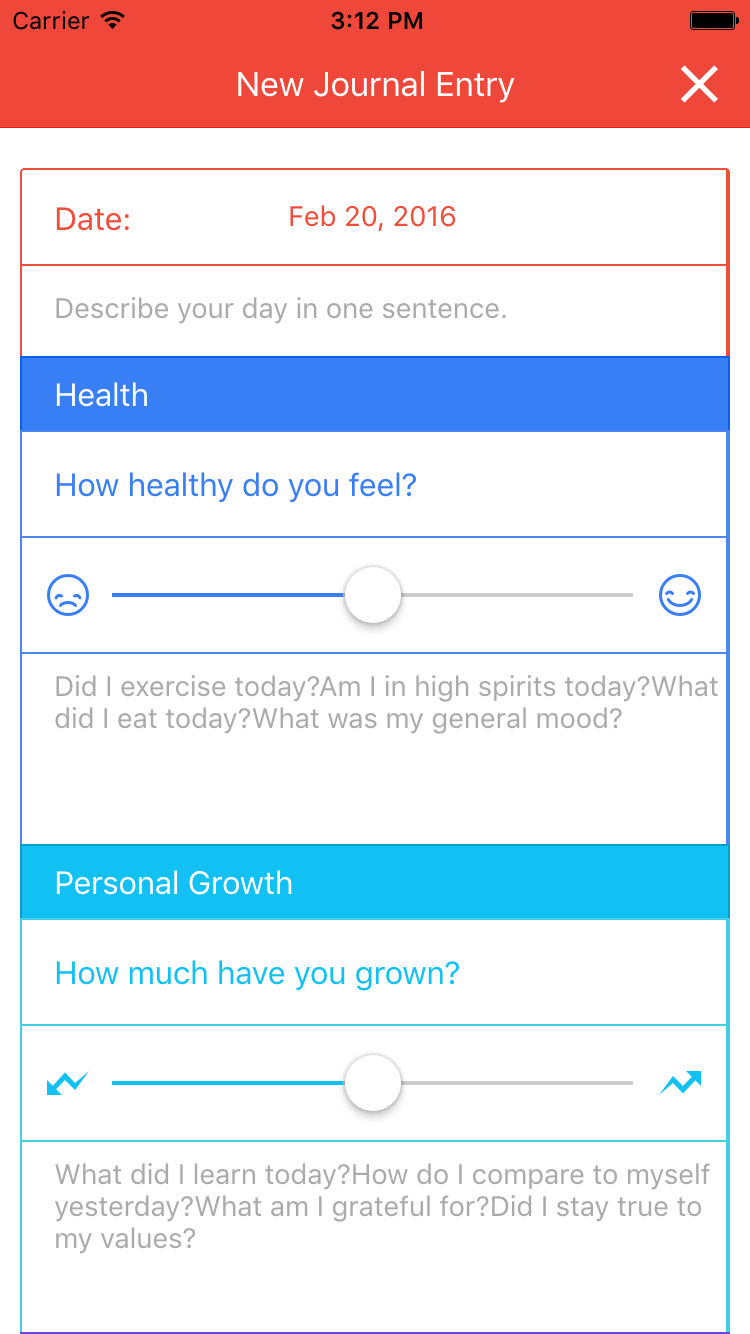 Carrier 3:12 PM
New Journal Entry
Date: Feb 20, 2016
Describe your day in one sentence.
Health
How healthy do you feel?
Did I exercise today?Am I in high spirits today?What
did I eat today?What was my general mood?
Personal Growth
How much have you grown?
What did I learn today?How do I compare to myself
yesterday?What am I grateful for?Did I stay true to
my values?